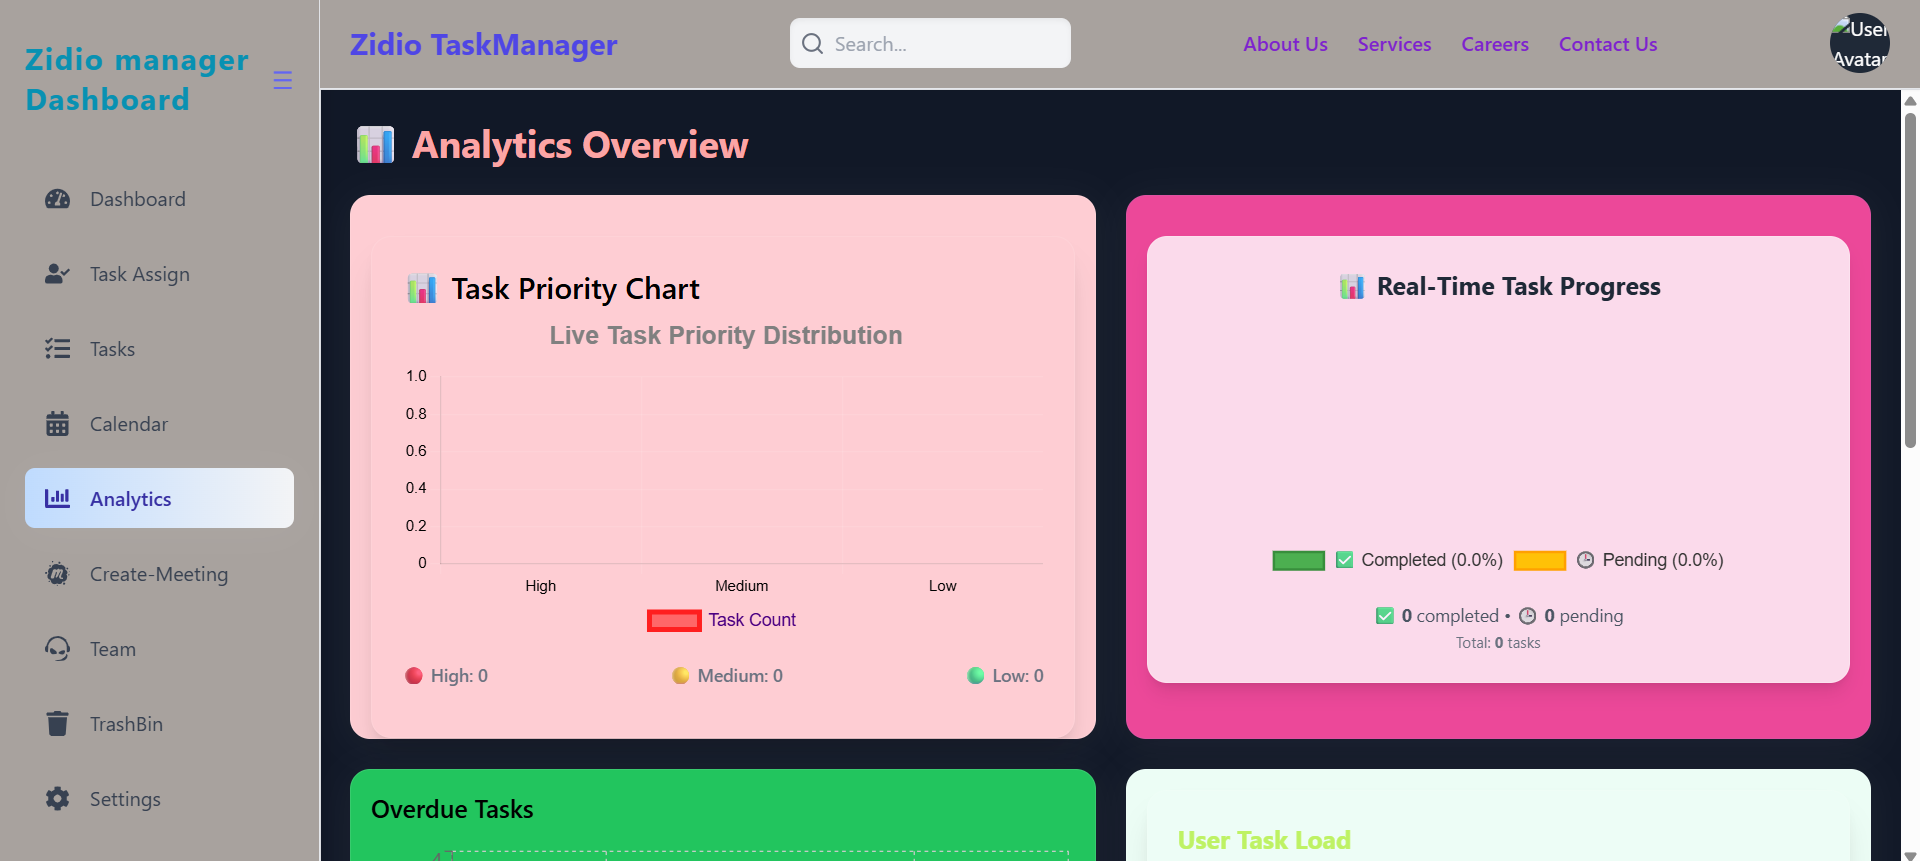 Zidio manager
Dashboard
Dashboard
Task Assign
Tasks
Calendar
Analytics
Create-Meeting
Team
TrashBin
Settings
Zidio TaskManager
Search...
About Us
Services
Careers
Contact Us
User
Avatar
Analytics Overview
Task Priority Chart
Live Task Priority Distribution
1.0
0.8
0.6
0.4
0.2
0
High
Medium
Low
Task Count
High: 0
Medium: 0
Low: 0
Real-Time Task Progress
Completed (0.0%)
Pending (0.0%)
0 completed • 0 pending
Total: 0 tasks
Overdue Tasks
4
User Task Load